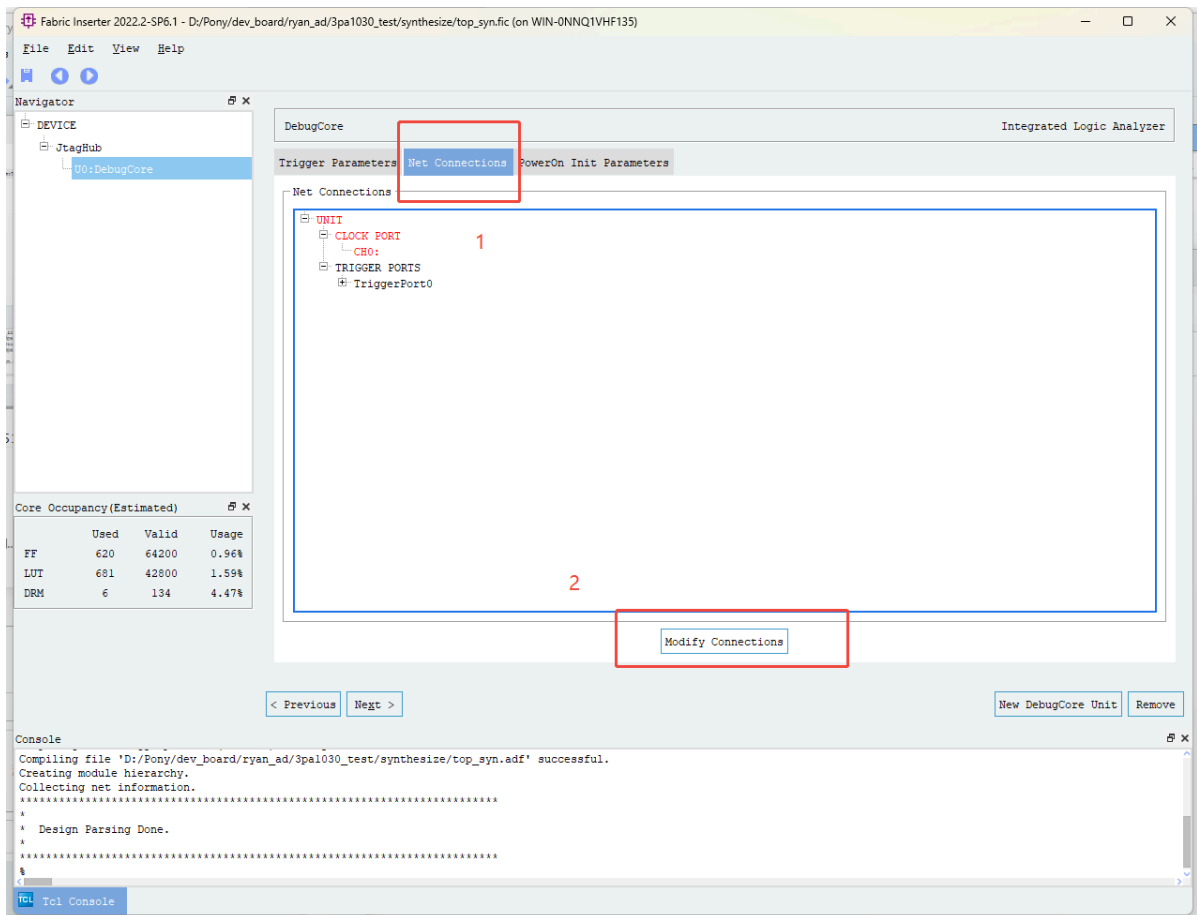 Fabric Inserter 2022.2-SP6.1 - D:/Pony/dev_board/ryan_ad/3pa1030_test/synthesize/top_syn.fic (on WIN-0NNQ1VHF135)
File Edit View Help
Navigator
DEVICE
JtagHub
U0:DebugCore
DebugCore Integrated Logic Analyzer
Trigger Parameters Net Connections PowerOn Init Parameters
Net Connections
UNIT
CLOCK PORT
CH0:
1
TRIGGER PORTS
TriggerPort0
Core Occupancy(Estimated)
Used Valid Usage
FF 620 64200 0.96%
LUT 681 42800 1.59%
DRM 6 134 4.47%
2
Modify Connections
< Previous Next > New DebugCore Unit Remove
Console
Compiling file 'D:/Pony/dev_board/ryan_ad/3pa1030_test/synthesize/top_syn.adf' successful.
Creating module hierarchy.
Collecting net information.
*************************************************************************
*
* Design Parsing Done.
*
*************************************************************************
%
TCL Tcl Console